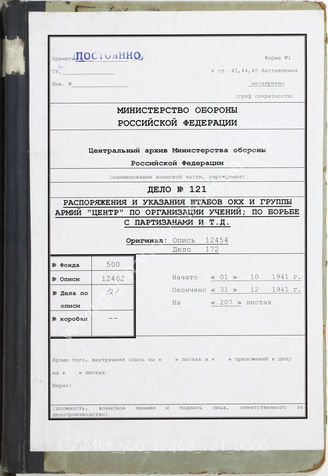 Хранить ПОСТОЯННО Форма №1
Ст. к ст. 41,44,45 Наставления
Инв. № несекретно
(гриф секретности)
МИНИСТЕРСТВО ОБОРОНЫ
РОССИЙСКОЙ ФЕДЕРАЦИИ
Центральный архив Министерства обороны
Российской Федерации
(наименование воинской части, учреждения)
ДЕЛО № 121
РАСПОРЯЖЕНИЯ И УКАЗАНИЯ ШТАБОВ ОКХ И ГРУППЫ
АРМИЙ "ЦЕНТР" ПО ОРГАНИЗАЦИИ УЧЕНИЙ; ПО БОРЬБЕ
С ПАРТИЗАНАМИ И Т.Д.
Оригинал: Опись 12454
Дело 172
№ Фонда 500
№ Описи 12462
№ Дела по описи 121
№ коробки --
Начато « 01 » 10 1941 г.
Окончено « 31 » 12 1941 г.
На « 207 » листах
Кроме того, внутренняя опись на « » листах и « » приложений к делу
на « » листах
Верно:
(должность, воинское звание и подпись лица, ответственного за
делопроизводство)
CAMO_500_12462_121_0000